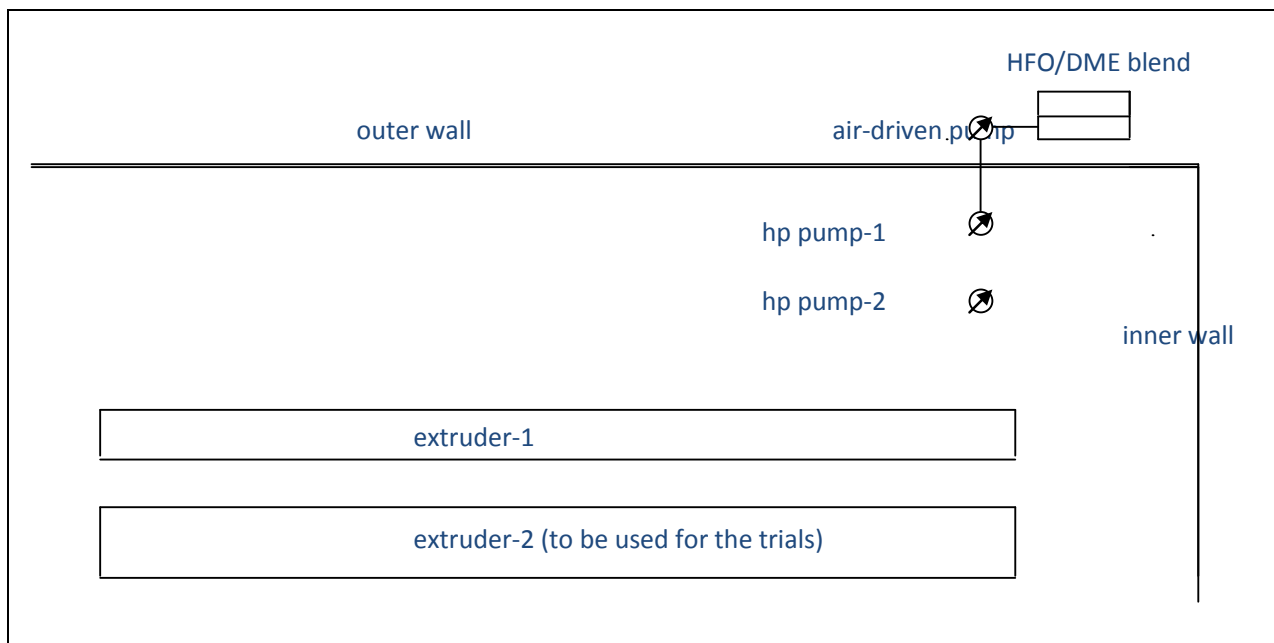 HFO/DME blend
outer wall
air-driven pump
hp pump-1
hp pump-2
inner wall
extruder-1
extruder-2 (to be used for the trials)